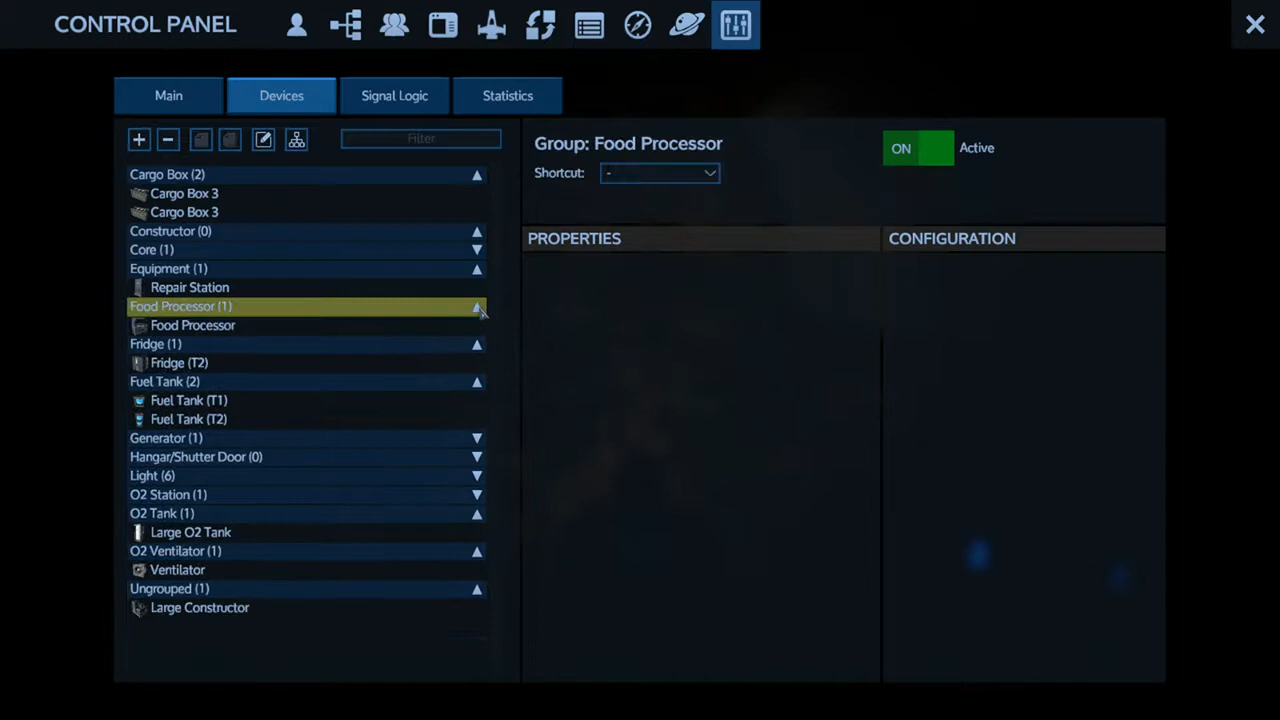 CONTROL PANEL
Main
Devices
Signal Logic
Statistics
Filter
Cargo Box (2)
Cargo Box 3
Cargo Box 3
Constructor (0)
Core (1)
Equipment (1)
Repair Station
Food Processor (1)
Food Processor
Fridge (1)
Fridge (T2)
Fuel Tank (2)
Fuel Tank (T1)
Fuel Tank (T2)
Generator (1)
Hangar/Shutter Door (0)
Light (6)
O2 Station (1)
O2 Tank (1)
Large O2 Tank
O2 Ventilator (1)
Ventilator
Ungrouped (1)
Large Constructor
Group: Food Processor
Shortcut: -
ON Active
PROPERTIES
CONFIGURATION